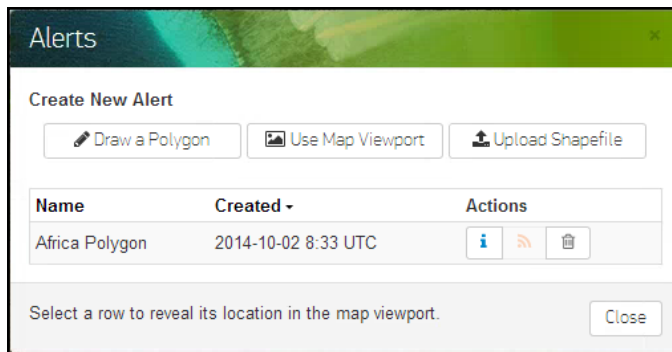 Alerts
Create New Alert
Draw a Polygon
Use Map Viewport
Upload Shapefile
Name Created Actions
Africa Polygon 2014-10-02 8:33 UTC
Select a row to reveal its location in the map viewport.
Close